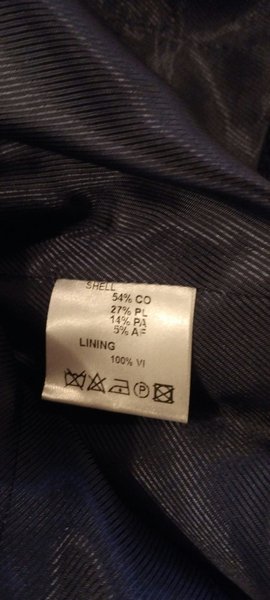 SHELL
54% CO
27% PL
14% PA
5% AF
LINING
100% VI
P